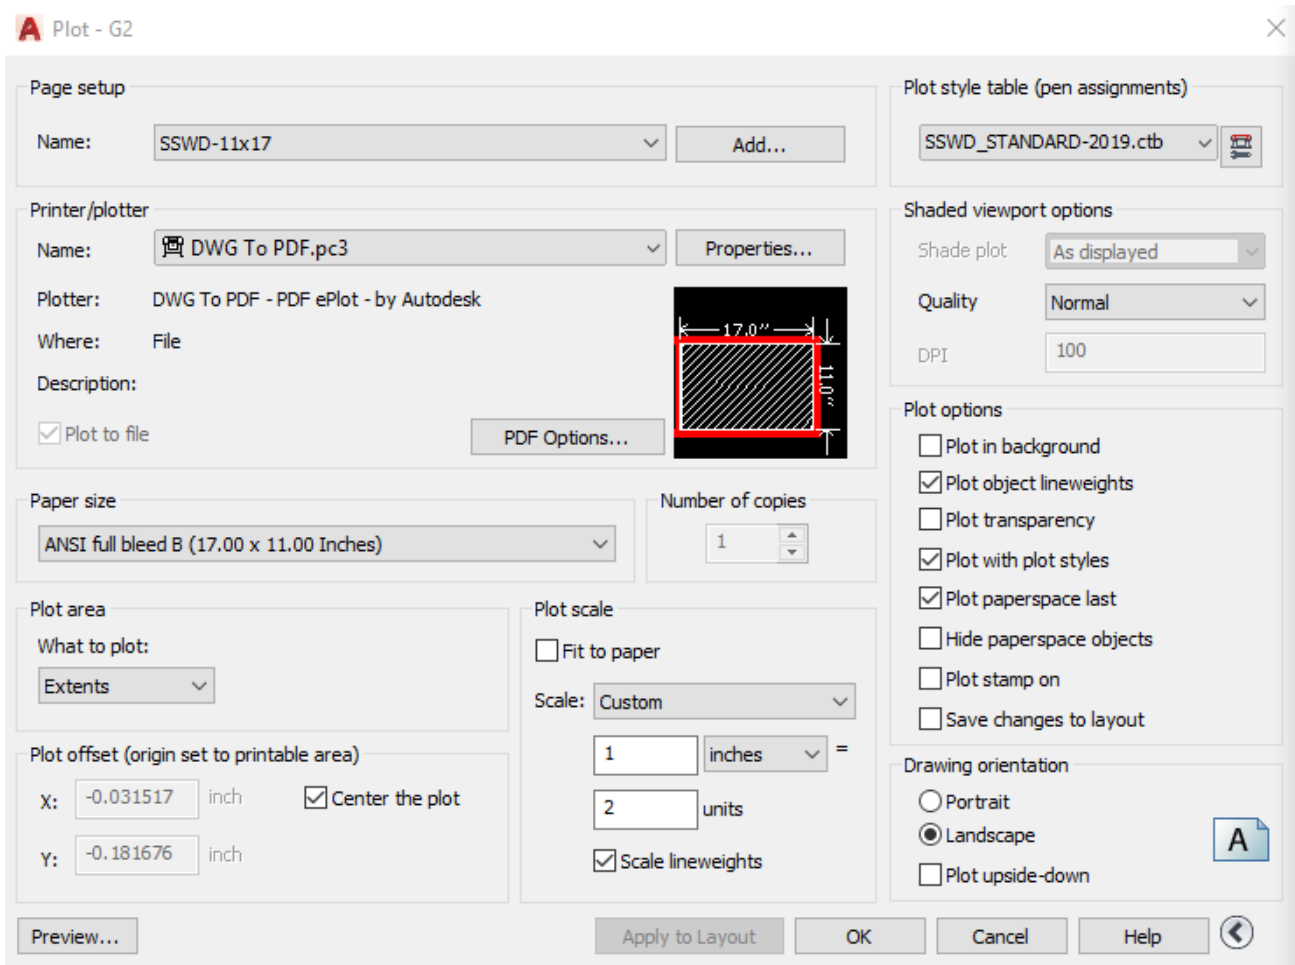 Plot - G2
Page setup
Name: SSWD-11x17 Add...
Plot style table (pen assignments)
SSWD_STANDARD-2019.ctb
Printer/plotter
Name: DWG To PDF.pc3 Properties...
Plotter: DWG To PDF - PDF ePlot - by Autodesk
Where: File
Description:
Plot to file
PDF Options...
17.0"
11.0"
Shaded viewport options
Shade plot As displayed
Quality Normal
DPI 100
Paper size
ANSI full bleed B (17.00 x 11.00 Inches)
Number of copies
1
Plot options
Plot in background
Plot object lineweights
Plot transparency
Plot with plot styles
Plot paperspace last
Hide paperspace objects
Plot stamp on
Save changes to layout
Plot area
What to plot:
Extents
Plot scale
Fit to paper
Scale: Custom
1 inches =
2 units
Scale lineweights
Plot offset (origin set to printable area)
X: -0.031517 inch Center the plot
Y: -0.181676 inch
Drawing orientation
Portrait
Landscape
Plot upside-down
A
Preview... Apply to Layout OK Cancel Help